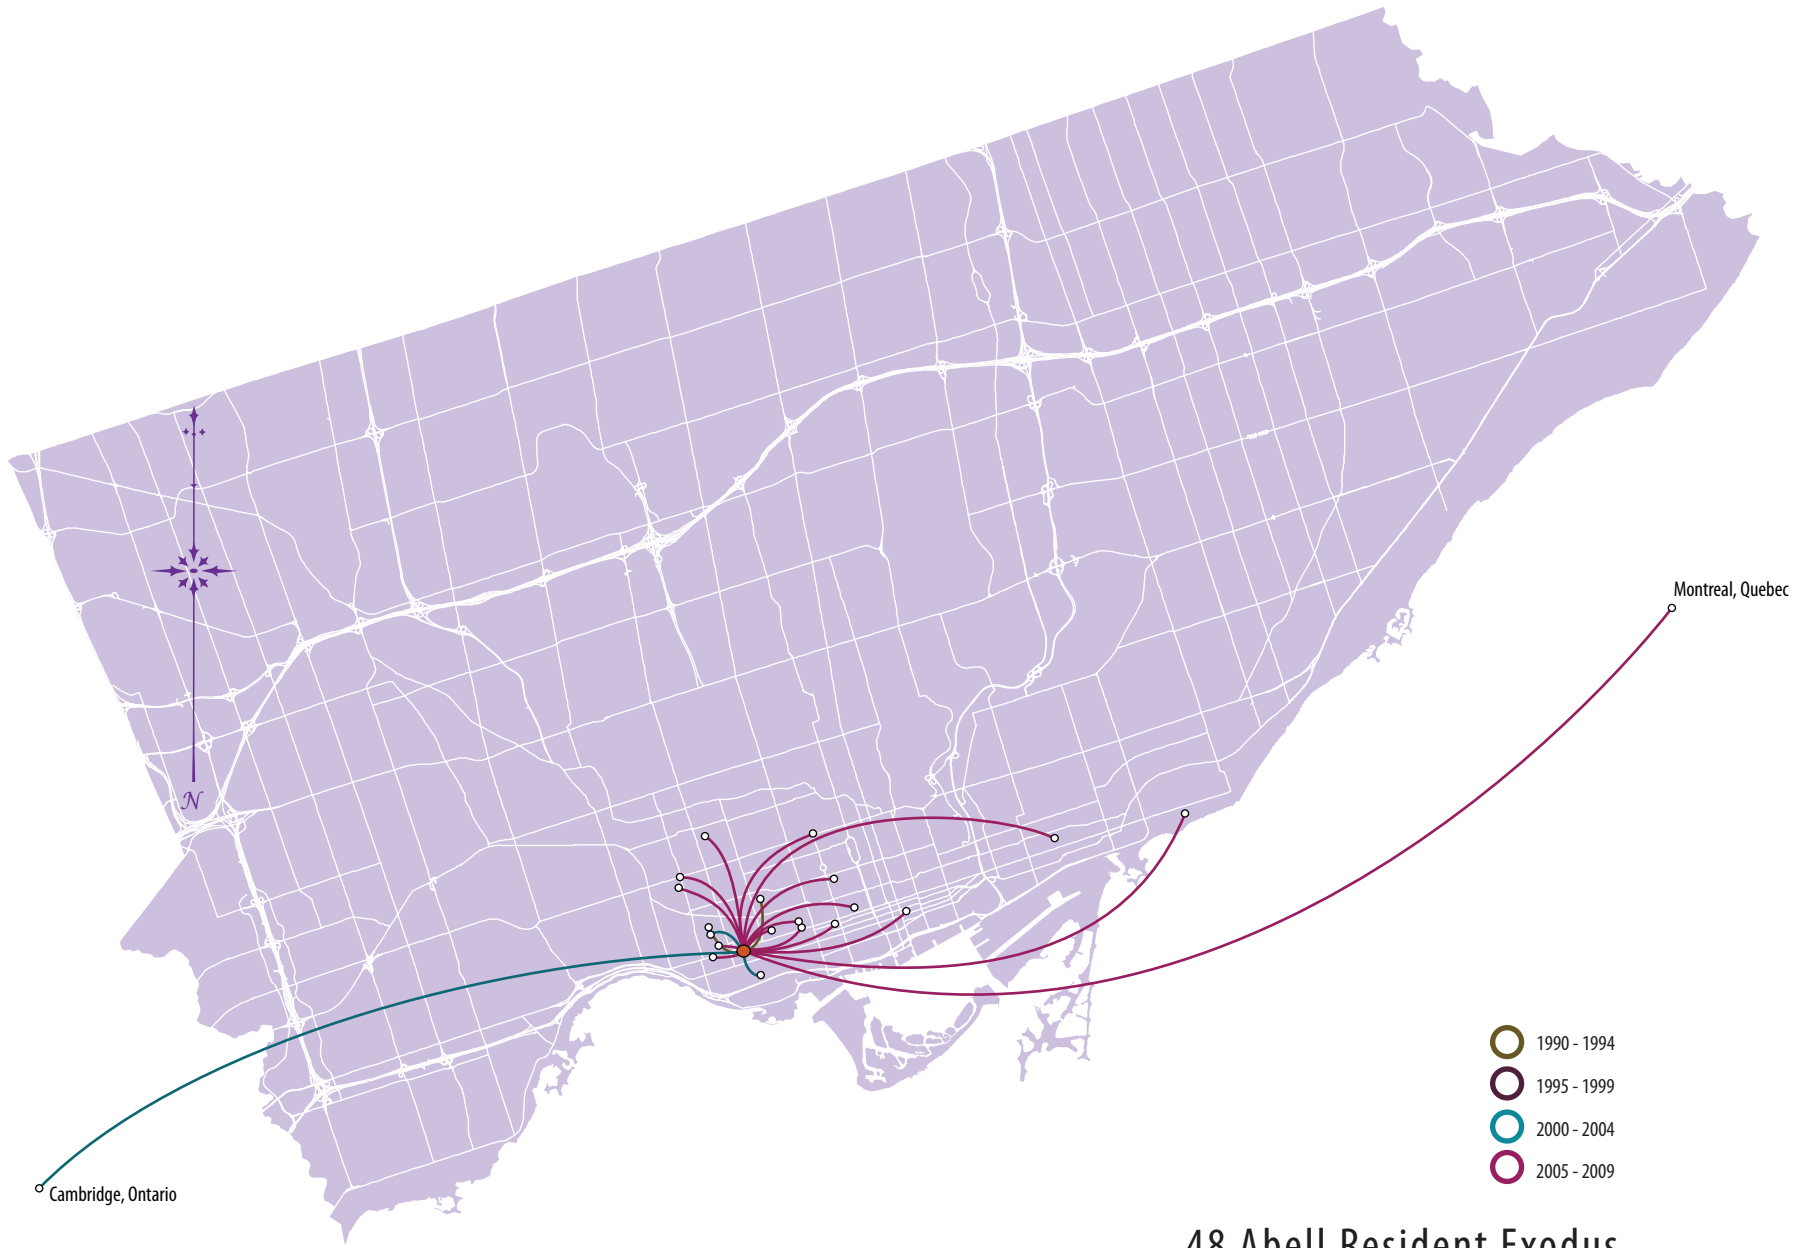 Montreal, Quebec
N
Cambridge, Ontario
1990 - 1994
1995 - 1999
2000 - 2004
2005 - 2009
48 Abell Resident Exodus